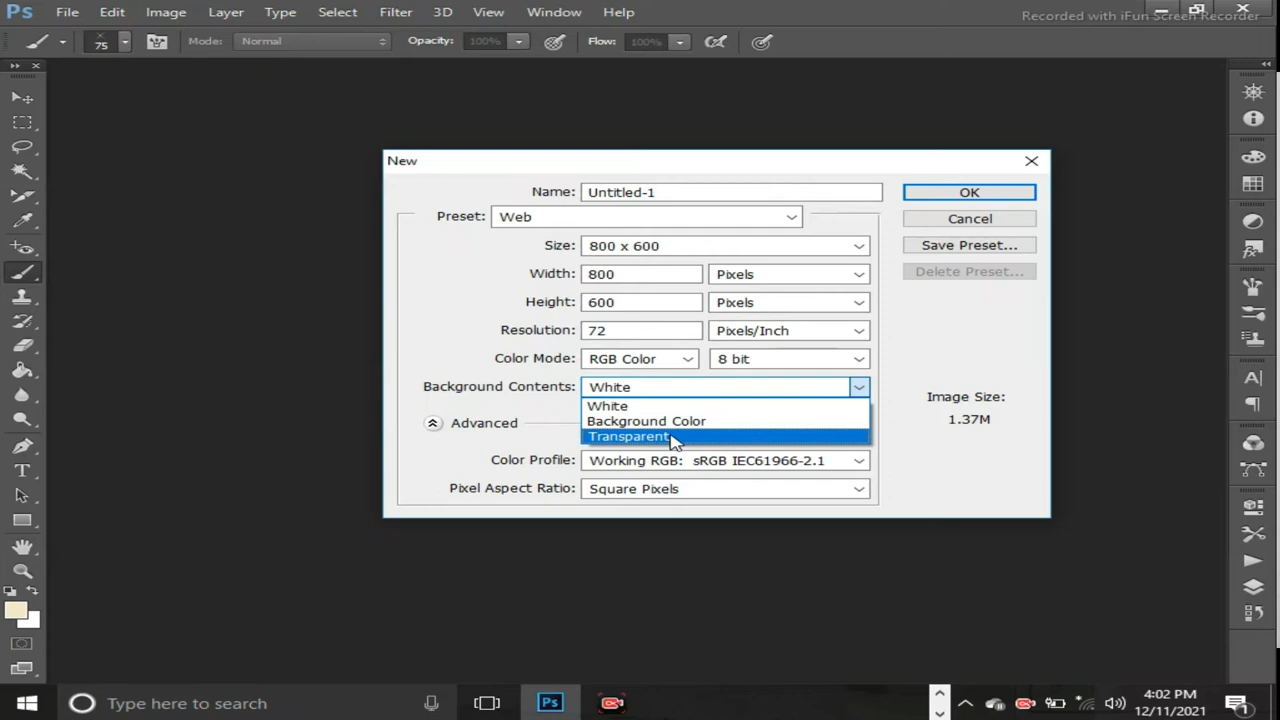 Ps File Edit Image Layer Type Select Filter 3D View Window Help
Recorded with iFun Screen Recorder
75 Mode: Normal Opacity: 100% Flow: 100%
New
Name: Untitled-1 OK
Preset: Web Cancel
Size: 800 x 600 Save Preset...
Width: 800 Pixels Delete Preset...
Height: 600 Pixels
Resolution: 72 Pixels/Inch
Color Mode: RGB Color 8 bit
Background Contents: White
Image Size:
White
1.37M
Background Color
Advanced
Transparent
Color Profile: Working RGB: sRGB IEC61966-2.1
Pixel Aspect Ratio: Square Pixels
Type here to search
Ps
4:02 PM
12/11/2021
1